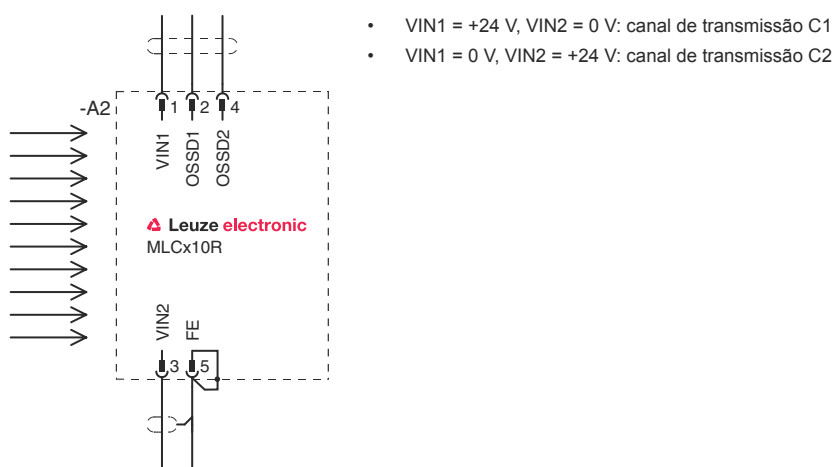 • VIN1 = +24 V, VIN2 = 0 V: canal de transmissão C1
• VIN1 = 0 V, VIN2 = +24 V: canal de transmissão C2
-A2
1 2 4
VIN1
OSSD1
OSSD2
Leuze electronic
MLCx10R
VIN2
FE
3 5